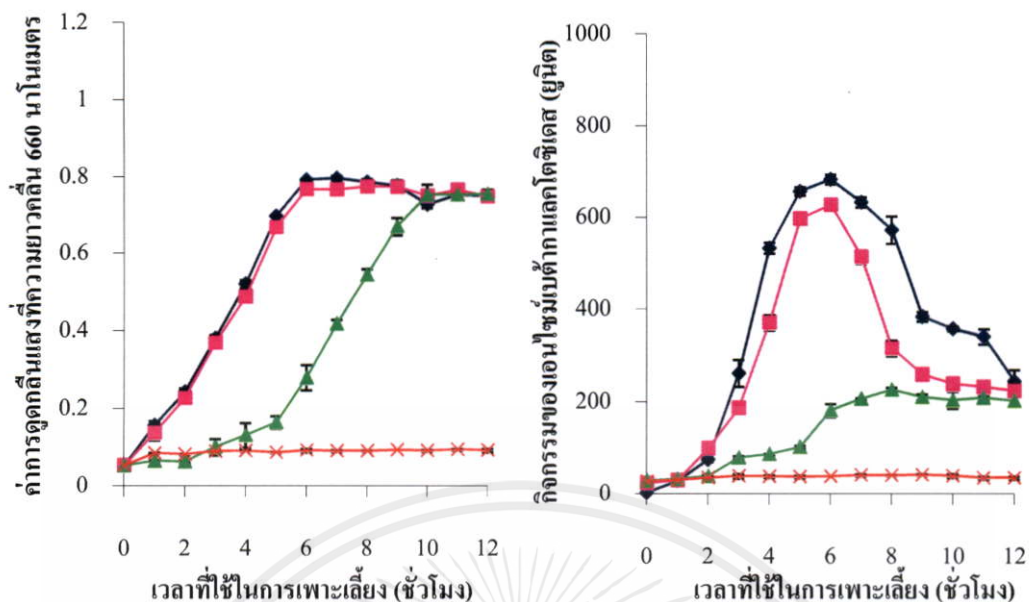 ค่าการดูดกลืนแสงที่ความยาวคลื่น 660 นาโนเมตร
1.2
1
0.8
0.6
0.4
0.2
0
0 2 4 6 8 10 12
เวลาที่ใช้ในการเพาะเลี้ยง (ชั่วโมง)
กิจกรรมของเอนไซม์เบต้ากาแลกโตซิเดส (ยูนิต)
1000
800
600
400
200
0
0 2 4 6 8 10 12
เวลาที่ใช้ในการเพาะเลี้ยง (ชั่วโมง)